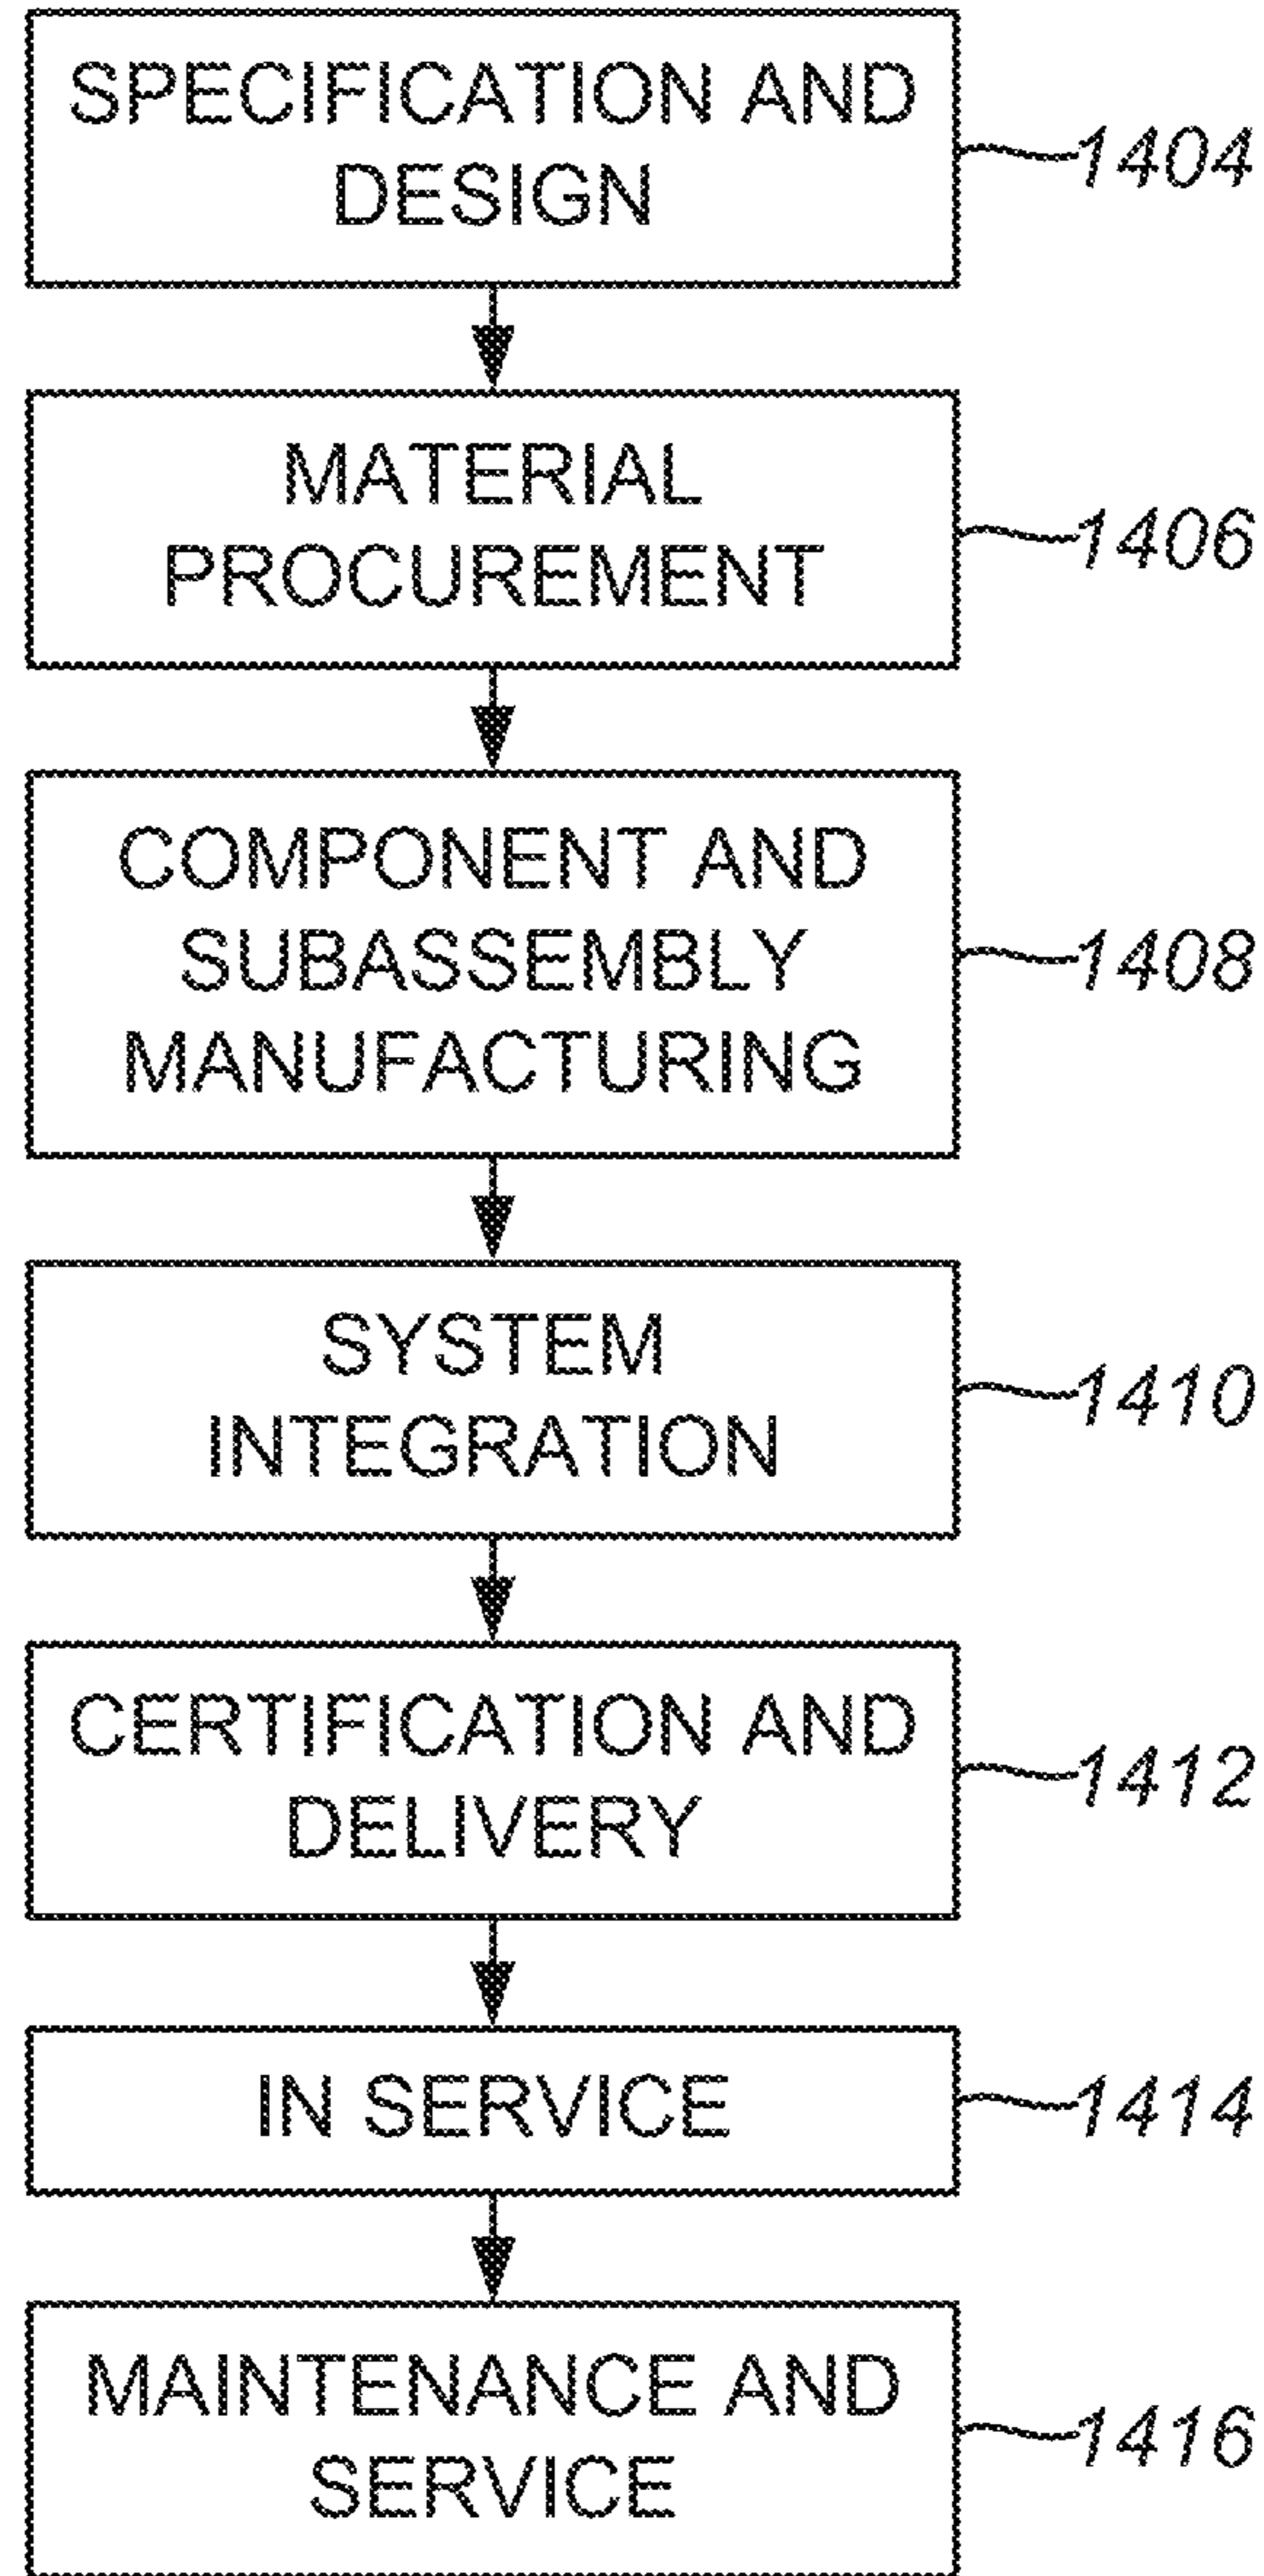 SPECIFICATION AND
DESIGN
1404
MATERIAL
PROCUREMENT
1406
COMPONENT AND
SUBASSEMBLY
MANUFACTURING
1408
SYSTEM
INTEGRATION
1410
CERTIFICATION AND
DELIVERY
1412
IN SERVICE
1414
MAINTENANCE AND
SERVICE
1416